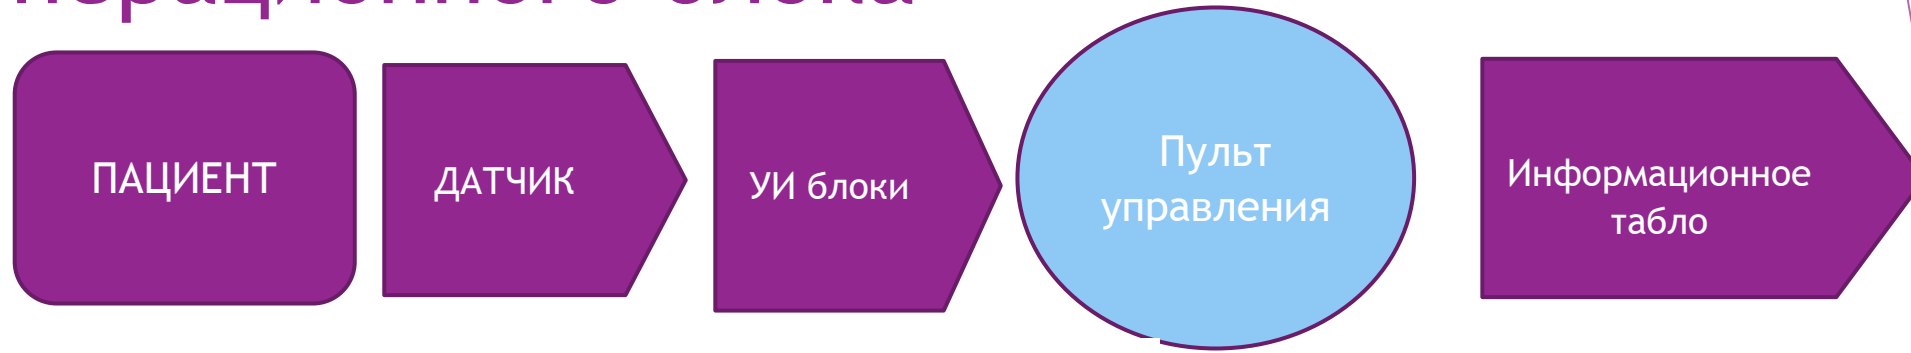 ПАЦИЕНТ
ДАТЧИК
УИ блоки
Пульт
управления
Информационное
табло